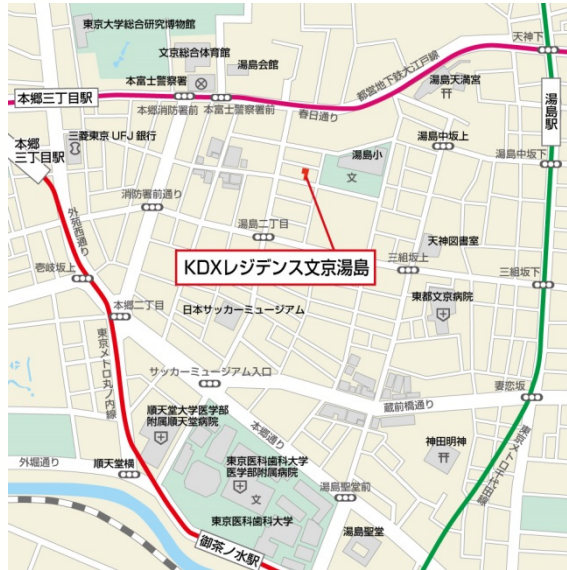 東京大学総合研究博物館
天神下
文京総合体育館
都営地下鉄大江戸線
湯島会館
本富士警察署
湯島天満宮
湯島駅
本郷三丁目駅
本郷消防署前
本富士警察署前
春日通り
三菱東京UFJ銀行
湯島中坂上
湯島中坂下
本郷
三丁目駅
湯島小
文
消防署前通り
外苑西通り
湯島二丁目
天神図書室
KDXレジデンス文京湯島
三組坂上
三組坂下
壱岐坂上
本郷二丁目
日本サッカーミュージアム
東都文京病院
東京メトロ丸ノ内線
サッカーミュージアム入口
妻恋坂
蔵前橋通り
順天堂大学医学部
附属順天堂病院
本郷通り
神田明神
東京メトロ千代田線
外堀通り
順天堂横
東京医科歯科大学
医学部附属病院
文
湯島聖堂前
東京医科歯科大学
湯島聖堂
御茶ノ水駅